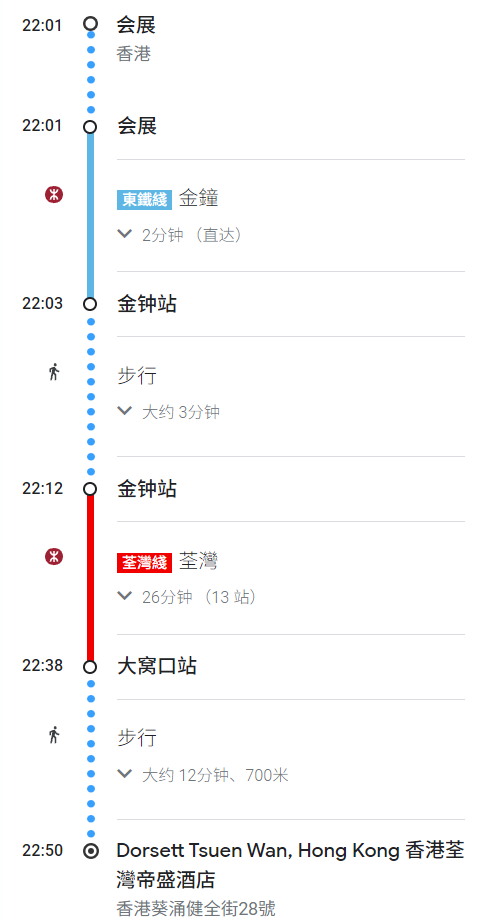 22:01 会展
香港
22:01 会展
東鐵綫 金鐘
2分钟 （直达）
22:03 金钟站
步行
大约 3分钟
22:12 金钟站
荃灣綫 荃灣
26分钟 （13 站）
22:38 大窝口站
步行
大约 12分钟、700米
22:50 Dorsett Tsuen Wan, Hong Kong 香港荃
灣帝盛酒店
香港葵涌健全街28號